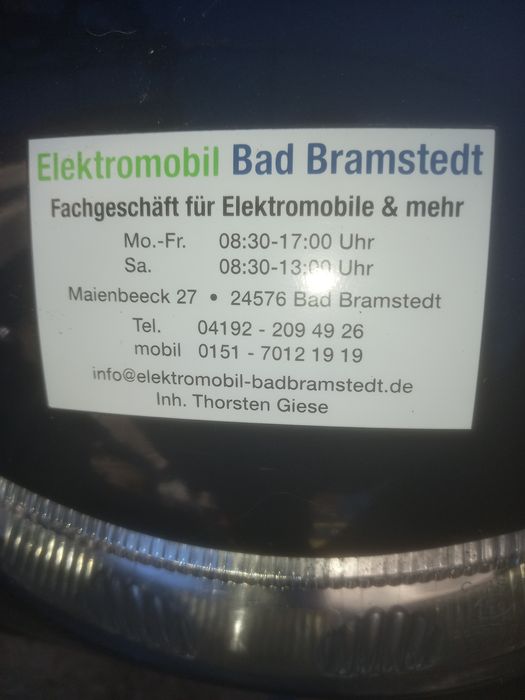 Elektromobil Bad Bramstedt
Fachgeschäft für Elektromobile & mehr
Mo.-Fr. 08:30-17:00 Uhr
Sa. 08:30-13:00 Uhr
Maienbeeck 27 • 24576 Bad Bramstedt
Tel. 04192 - 209 49 26
mobil 0151 - 7012 19 19
info@elektromobil-badbramstedt.de
Inh. Thorsten Giese